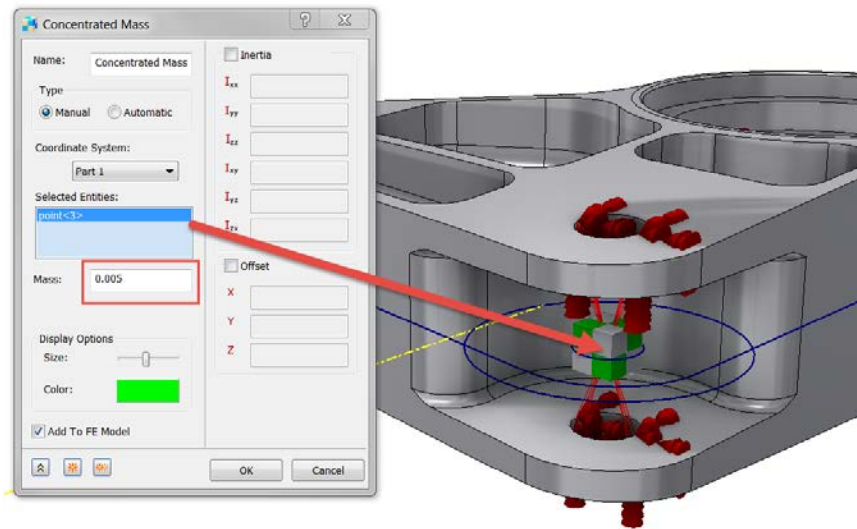 Concentrated Mass
Name:
Concentrated Mass
Type
Manual
Automatic
Coordinate System:
Part 1
Selected Entities:
point<3>
Mass:
0.005
Display Options
Size:
Color:
Add To FE Model
Inertia
Ixx
Iyy
Izz
Ixy
Iyz
Izx
Offset
X
Y
Z
OK
Cancel